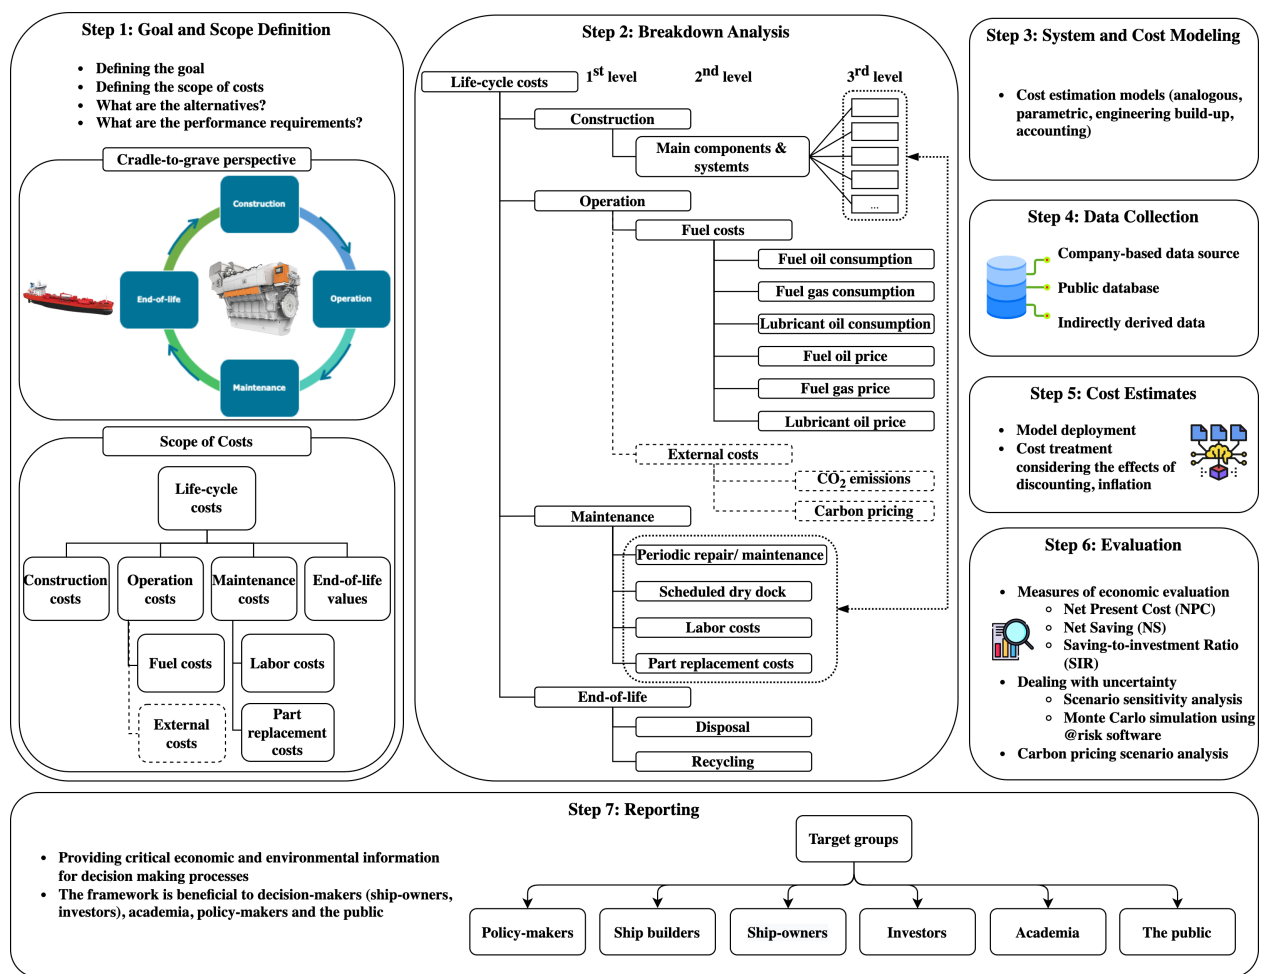 Step 1: Goal and Scope Definition
• Defining the goal
• Defining the scope of costs
• What are the alternatives?
• What are the performance requirements?
Cradle-to-grave perspective
Construction
End-of-life
Operation
Maintenance
Scope of Costs
Life-cycle
costs
Construction
costs
Operation
costs
Maintenance
costs
End-of-life
values
Fuel costs
Labor costs
External
costs
Part
replacement
costs
Step 2: Breakdown Analysis
1st level
2nd level
3rd level
Life-cycle costs
Construction
Main components &
systemts
...
Operation
Fuel costs
Fuel oil consumption
Fuel gas consumption
Lubricant oil consumption
Fuel oil price
Fuel gas price
Lubricant oil price
External costs
CO2 emissions
Carbon pricing
Maintenance
Periodic repair/ maintenance
Scheduled dry dock
Labor costs
Part replacement costs
End-of-life
Disposal
Recycling
Step 3: System and Cost Modeling
• Cost estimation models (analogous,
parametric, engineering build-up,
accounting)
Step 4: Data Collection
Company-based data source
Public database
Indirectly derived data
Step 5: Cost Estimates
• Model deployment
• Cost treatment
considering the effects of
discounting, inflation
Step 6: Evaluation
• Measures of economic evaluation
◦ Net Present Cost (NPC)
◦ Net Saving (NS)
◦ Saving-to-investment Ratio
(SIR)
• Dealing with uncertainty
◦ Scenario sensitivity analysis
◦ Monte Carlo simulation using
@risk software
• Carbon pricing scenario analysis
Step 7: Reporting
• Providing critical economic and environmental information
for decision making processes
• The framework is beneficial to decision-makers (ship-owners,
investors), academia, policy-makers and the public
Target groups
Policy-makers
Ship builders
Ship-owners
Investors
Academia
The public